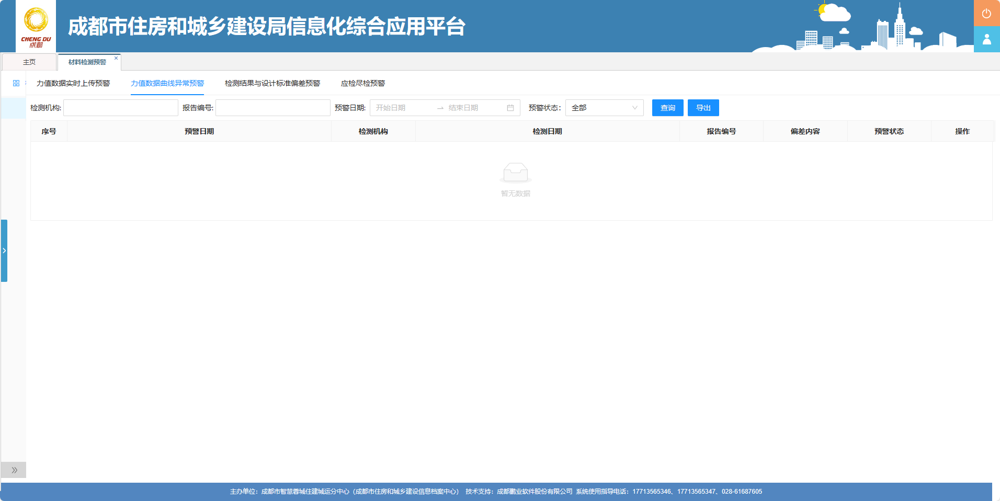 成都市住房和城乡建设局信息化综合应用平台
CHENG DU
成都
主页
材料检测预警
力值数据实时上传预警 力值数据曲线异常预警 检测结果与设计标准偏差预警 应检尽检预警
检测机构: 报告编号: 预警日期: 开始日期 结束日期 预警状态: 全部 查询 导出
序号 预警日期 检测机构 检测日期 报告编号 偏差内容 预警状态 操作
暂无数据
主办单位：成都市智慧蓉城住建城运分中心（成都市住房和城乡建设信息档案中心） 技术支持：成都鹏业软件股份有限公司 系统使用指导电话：17713565346、17713565347、028-61687605